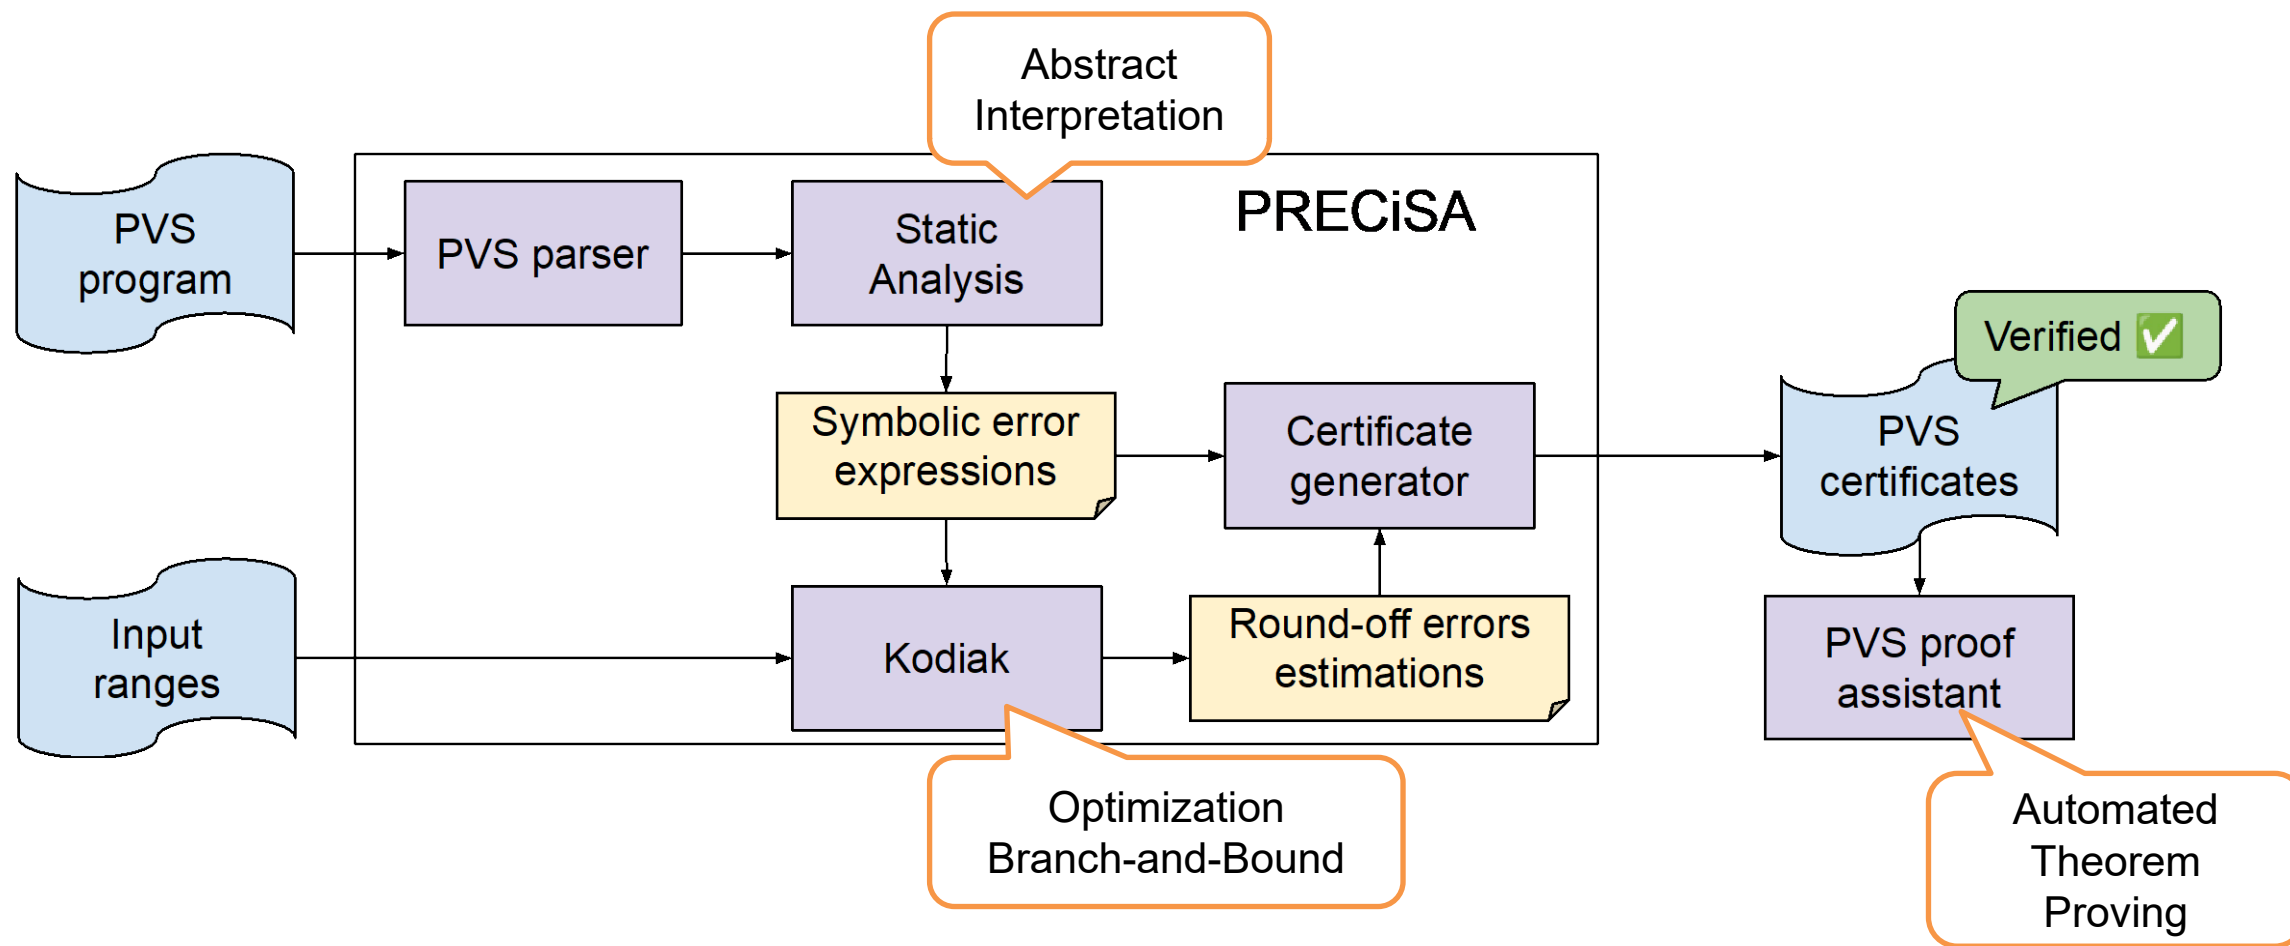 Abstract
Interpretation
PVS
program
PVS parser
Static
Analysis
PRECiSA
Verified ✅
Symbolic error
expressions
Certificate
generator
PVS
certificates
Input
ranges
Kodiak
Round-off errors
estimations
PVS proof
assistant
Optimization
Branch-and-Bound
Automated
Theorem
Proving